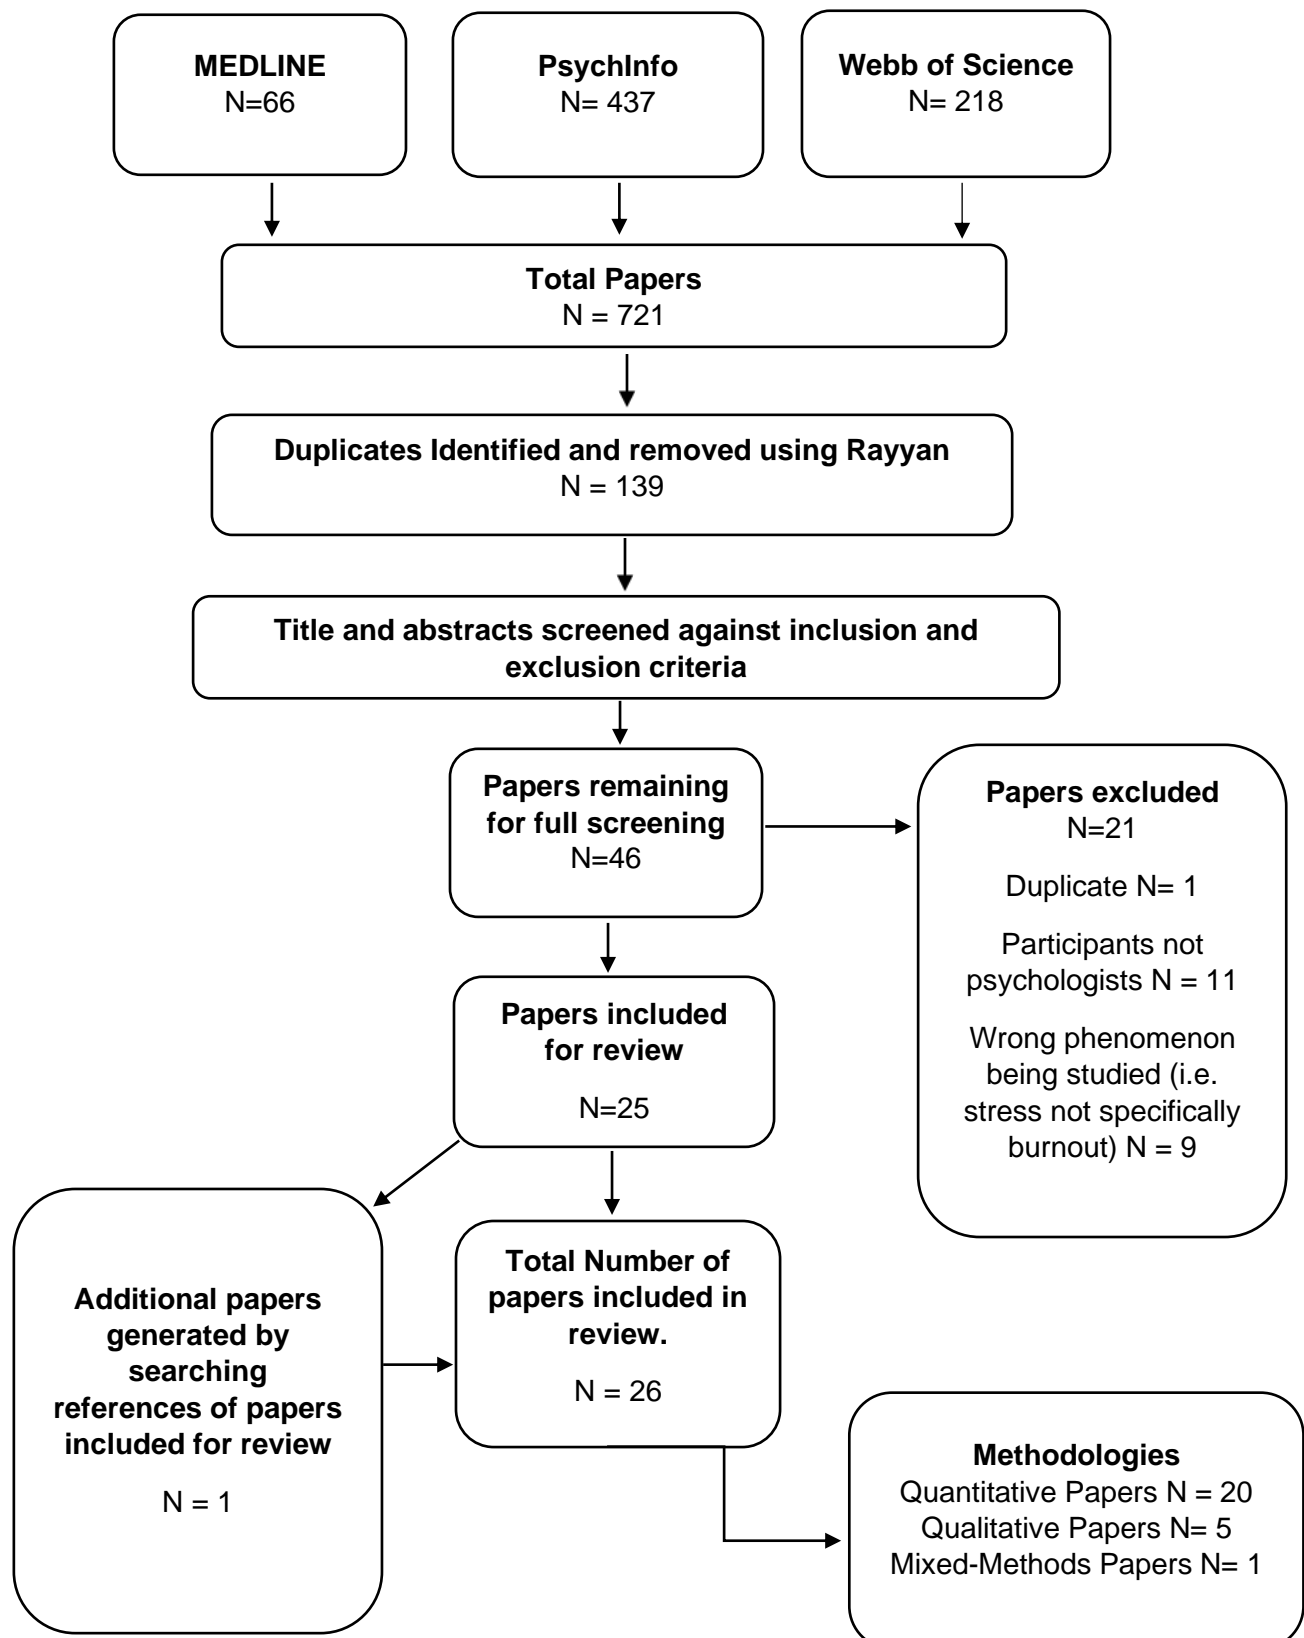 MEDLINE
N=66
PsychInfo
N= 437
Webb of Science
N= 218
Total Papers
N = 721
Duplicates Identified and removed using Rayyan
N = 139
Title and abstracts screened against inclusion and
exclusion criteria
Papers remaining
for full screening
N=46
Papers excluded
N=21
Duplicate N= 1
Participants not
psychologists N = 11
Wrong phenomenon
being studied (i.e.
stress not specifically
burnout) N = 9
Papers included
for review
N=25
Additional papers
generated by
searching
references of papers
included for review
N = 1
Total Number of
papers included in
review.
N = 26
Methodologies
Quantitative Papers N = 20
Qualitative Papers N= 5
Mixed-Methods Papers N= 1